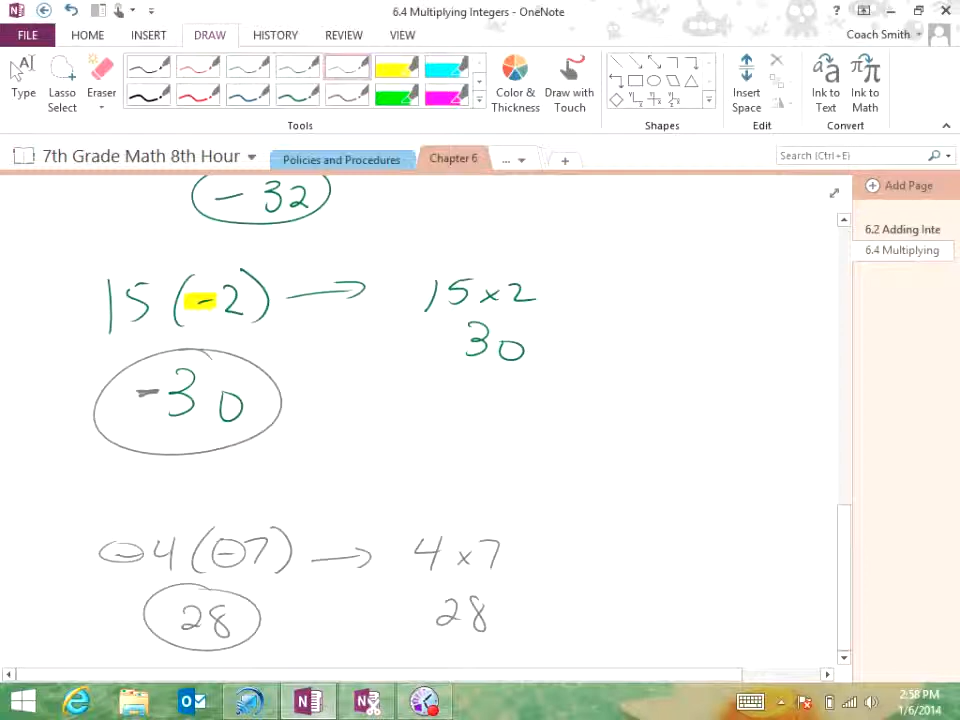 6.4 Multiplying Integers - OneNote
?
FILE HOME INSERT DRAW HISTORY REVIEW VIEW
Coach Smith
Type
Lasso Select
Eraser
Color & Thickness
Draw with Touch
Insert Space
Ink to Text
Ink to Math
Tools
Shapes
Edit
Convert
7th Grade Math 8th Hour
Policies and Procedures
Chapter 6
...
+
Search (Ctrl+E)
Add Page
6.2 Adding Inte
6.4 Multiplying
- 32
15 (-2) → 15 x 2
30
-30
-4 (-7) → 4 x 7
28
28
2:58 PM
1/6/2014